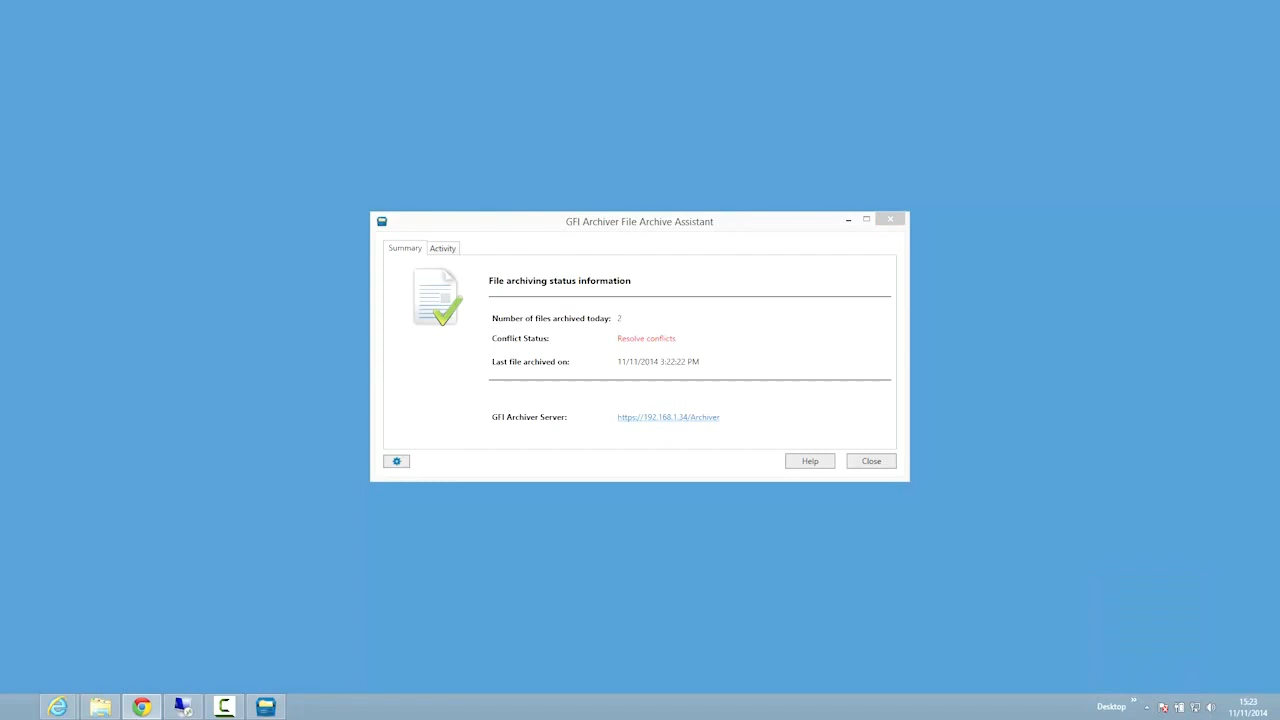 GFI Archiver File Archive Assistant
Summary
Activity
File archiving status information
Number of files archived today: 2
Conflict Status: Resolve conflicts
Last file archived on: 11/11/2014 3:22:22 PM
GFI Archiver Server: https://192.168.1.34/Archiver
Help
Close
Desktop
15:23
11/11/2014